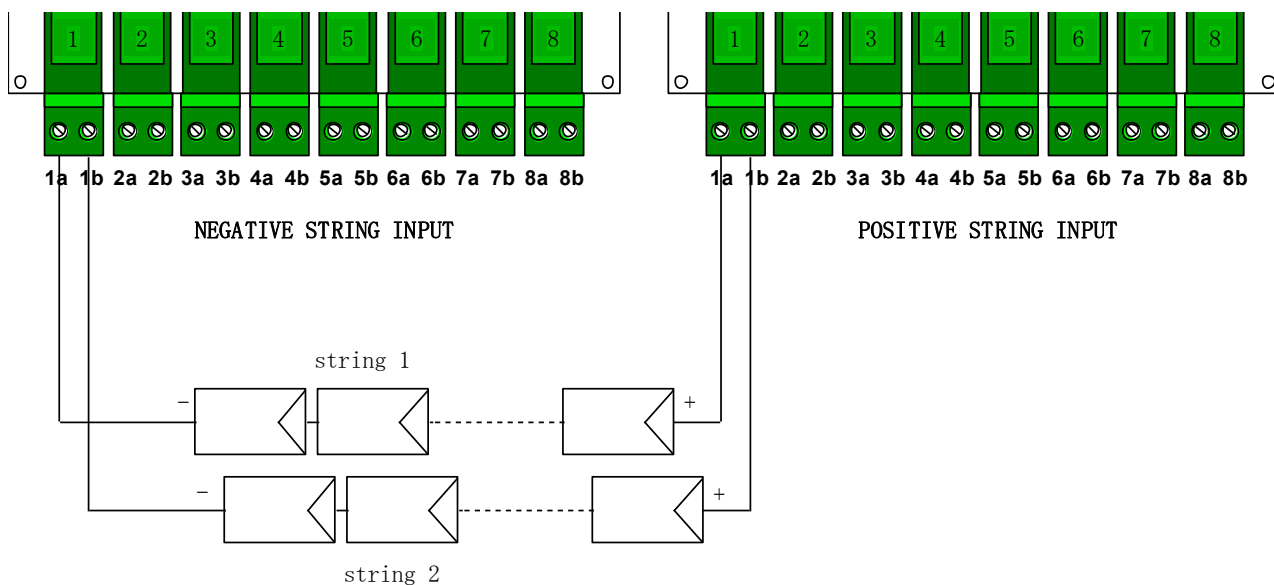 1 2 3 4 5 6 7 8 1 2 3 4 5 6 7 8
1a 1b 2a 2b 3a 3b 4a 4b 5a 5b 6a 6b 7a 7b 8a 8b 1a 1b 2a 2b 3a 3b 4a 4b 5a 5b 6a 6b 7a 7b 8a 8b
NEGATIVE STRING INPUT
POSITIVE STRING INPUT
string 1
- +
- +
string 2